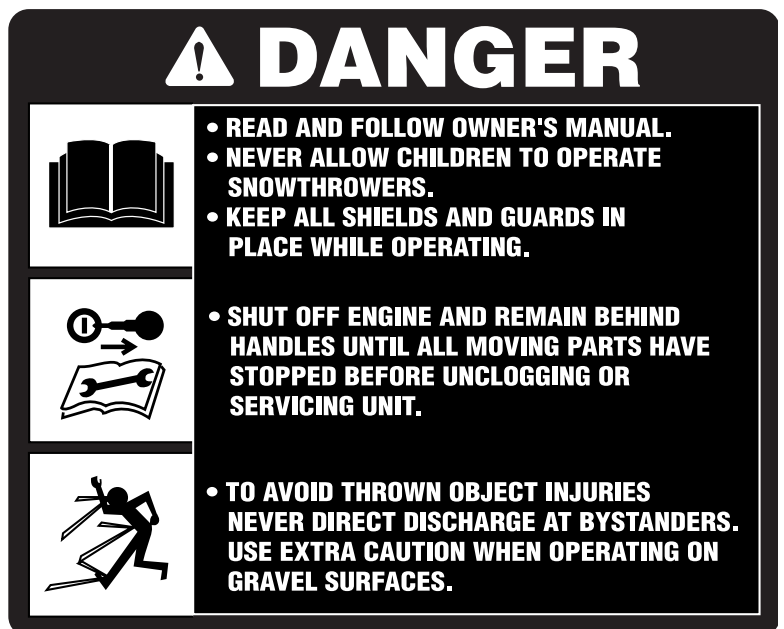 DANGER
• READ AND FOLLOW OWNER'S MANUAL.
• NEVER ALLOW CHILDREN TO OPERATE
SNOWTHROWERS.
• KEEP ALL SHIELDS AND GUARDS IN
PLACE WHILE OPERATING.
• SHUT OFF ENGINE AND REMAIN BEHIND
HANDLES UNTIL ALL MOVING PARTS HAVE
STOPPED BEFORE UNCLOGGING OR
SERVICING UNIT.
• TO AVOID THROWN OBJECT INJURIES
NEVER DIRECT DISCHARGE AT BYSTANDERS.
USE EXTRA CAUTION WHEN OPERATING ON
GRAVEL SURFACES.